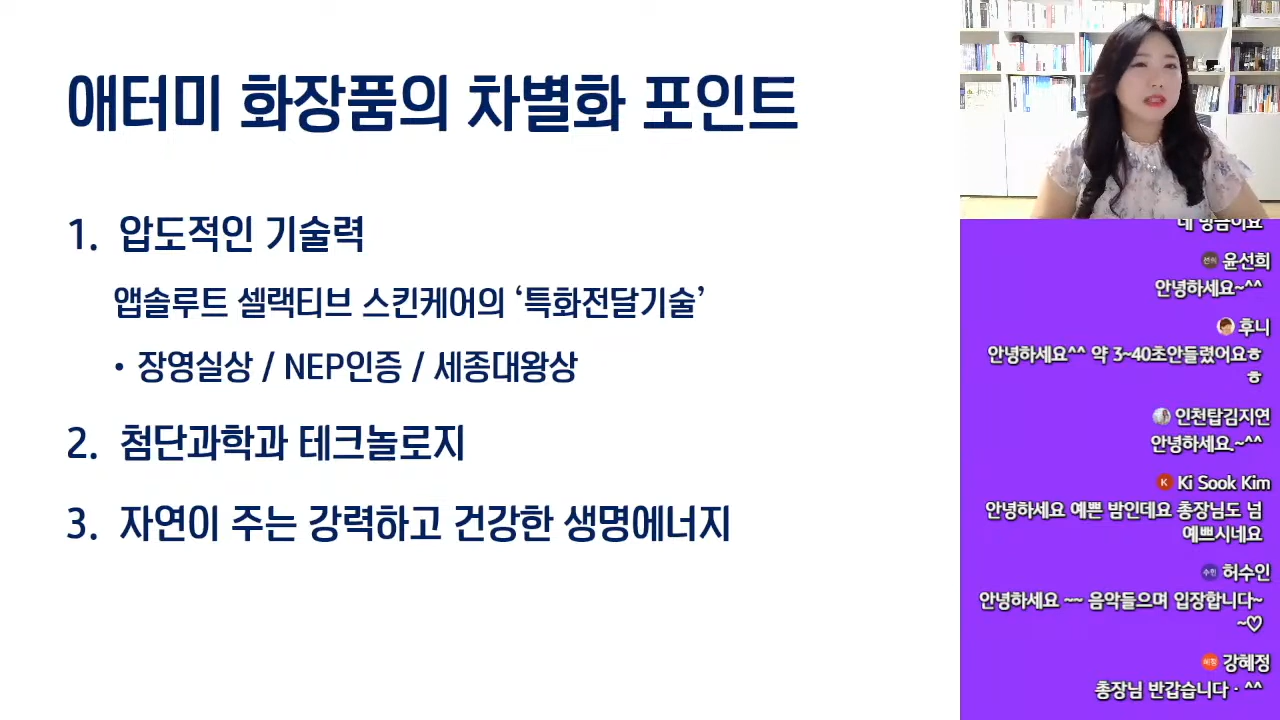 애터미 화장품의 차별화 포인트
1. 압도적인 기술력
앱솔루트 셀랙티브 스킨케어의 ‘특화전달기술’
• 장영실상 / NEP인증 / 세종대왕상
2. 첨단과학과 테크놀로지
3. 자연이 주는 강력하고 건강한 생명에너지
윤선희
안녕하세요~^^
후니
안녕하세요^^ 약 3~40초안들렸어요ㅎ
ㅎ
인천탑김지연
안녕하세요.~^^
K Ki Sook Kim
안녕하세요 예쁜 밤인데요 총장님도 넘
예쁘시네요
수인 허수인
안녕하세요 ~~ 음악들으며 입장합니다~
~♡
혜정 강혜정
총장님 반갑습니다 · ^^